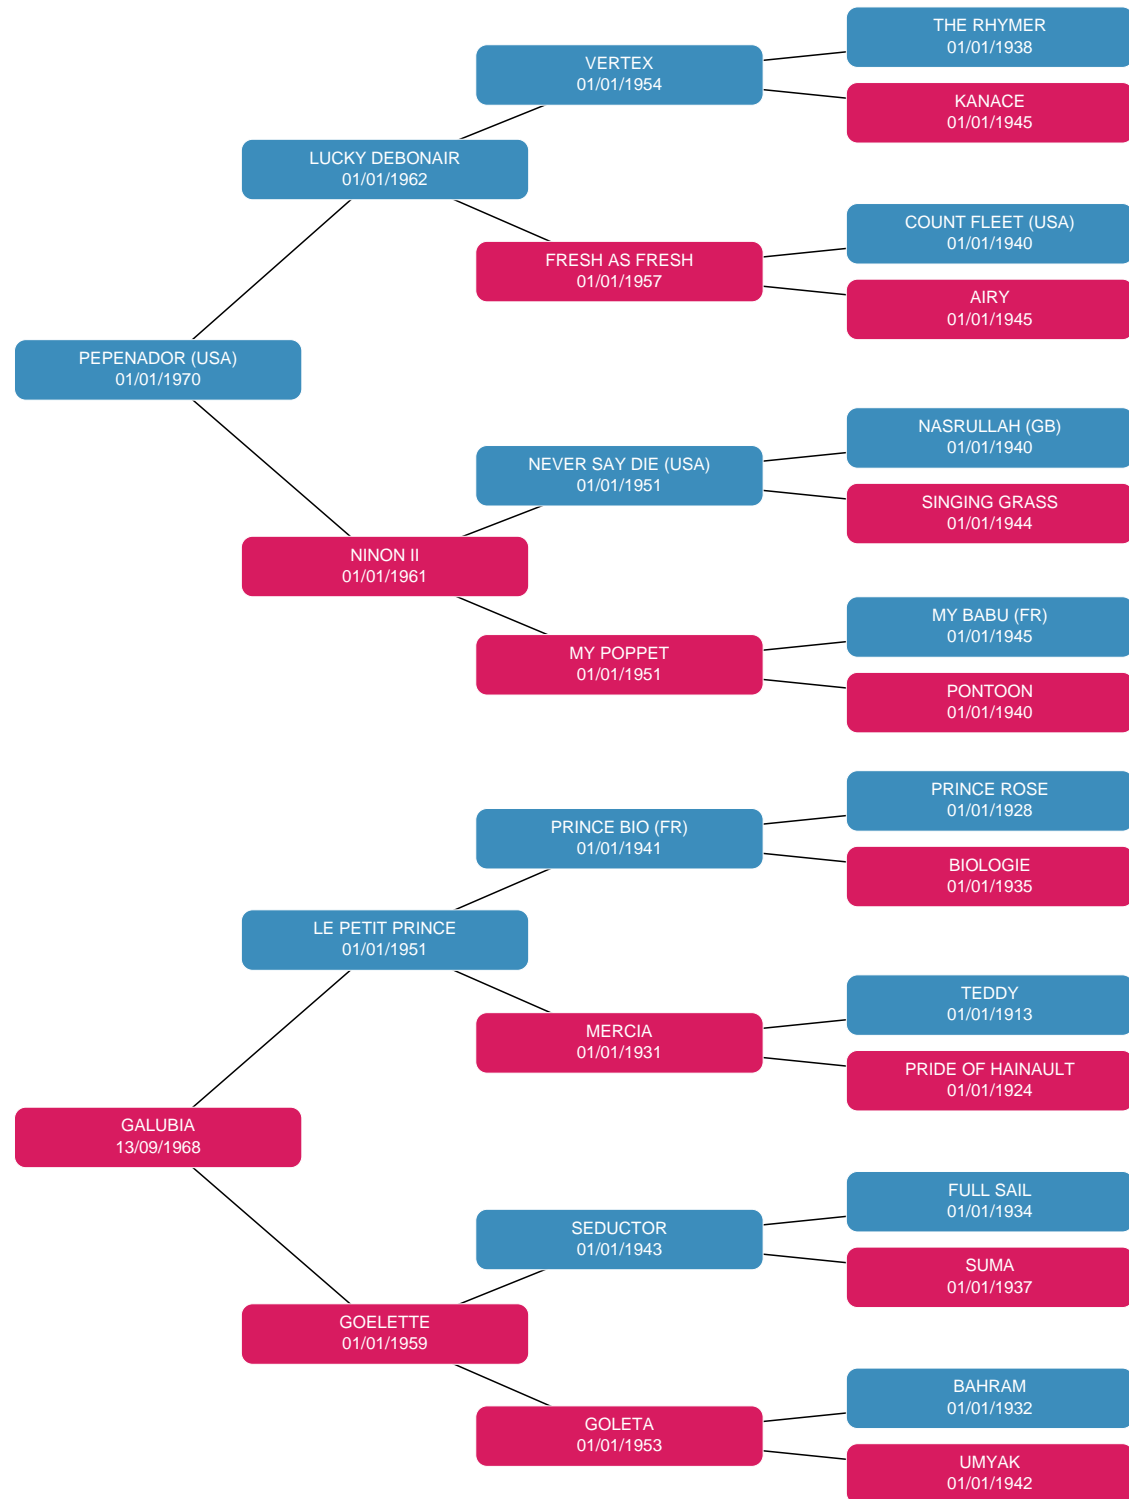 THE RHYMER
01/01/1938
VERTEX
01/01/1954
KANACE
01/01/1945
LUCKY DEBONAIR
01/01/1962
COUNT FLEET (USA)
01/01/1940
FRESH AS FRESH
01/01/1957
AIRY
01/01/1945
PEPENADOR (USA)
01/01/1970
NASRULLAH (GB)
01/01/1940
NEVER SAY DIE (USA)
01/01/1951
SINGING GRASS
01/01/1944
NINON II
01/01/1961
MY BABU (FR)
01/01/1945
MY POPPET
01/01/1951
PONTOON
01/01/1940
PRINCE ROSE
01/01/1928
PRINCE BIO (FR)
01/01/1941
BIOLOGIE
01/01/1935
LE PETIT PRINCE
01/01/1951
TEDDY
01/01/1913
MERCIA
01/01/1931
PRIDE OF HAINAULT
01/01/1924
GALUBIA
13/09/1968
FULL SAIL
01/01/1934
SEDUCTOR
01/01/1943
SUMA
01/01/1937
GOELETTE
01/01/1959
BAHRAM
01/01/1932
GOLETA
01/01/1953
UMYAK
01/01/1942